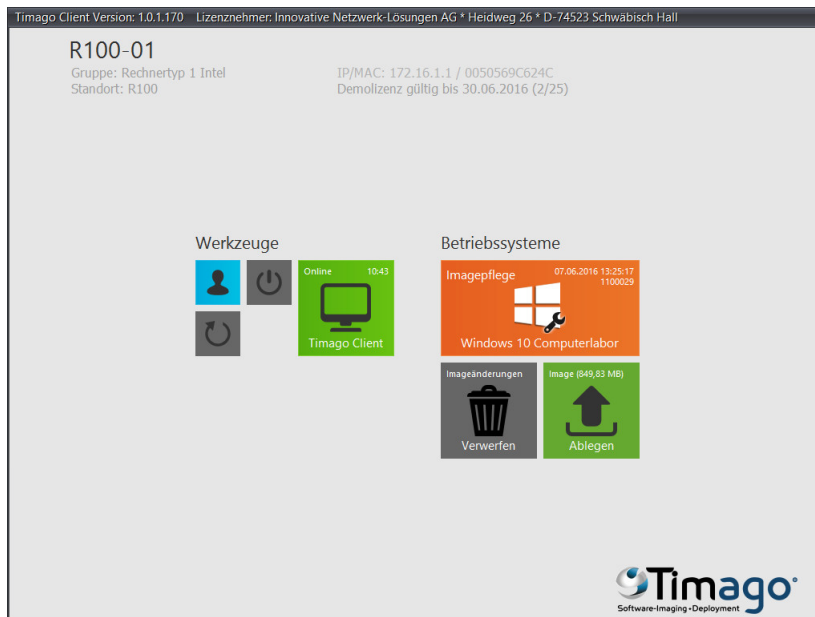 Timago Client Version: 1.0.1.170 Lizenznehmer: Innovative Netzwerk-Lösungen AG * Heidweg 26 * D-74523 Schwäbisch Hall
R100-01
Gruppe: Rechnertyp 1 Intel
IP/MAC: 172.16.1.1 / 0050569C624C
Standort: R100
Demolizenz gültig bis 30.06.2016 (2/25)
Werkzeuge
Online 10:43
Timago Client
Betriebssysteme
Imagepflege
07.06.2016 13:25:17
1100029
Windows 10 Computerlabor
Imageänderungen
Verwerfen
Image (849,83 MB)
Ablegen
Timago
Software-Imaging+Deployment